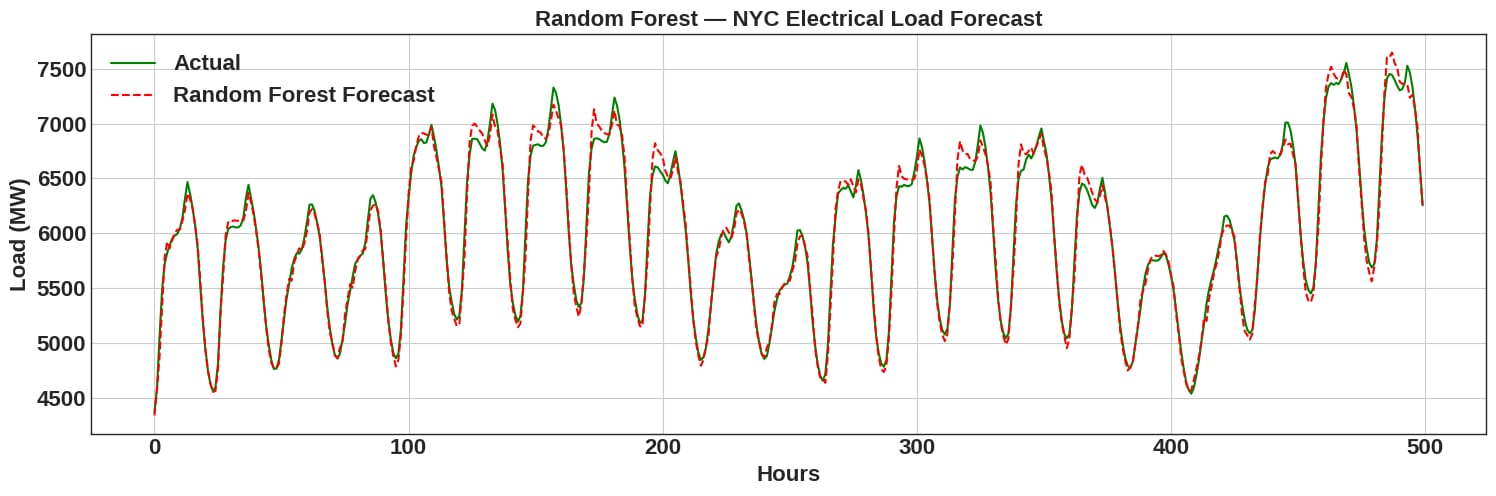 Random Forest — NYC Electrical Load Forecast
Actual
Random Forest Forecast
7500
7000
6500
6000
5500
5000
4500
Load (MW)
0 100 200 300 400 500
Hours